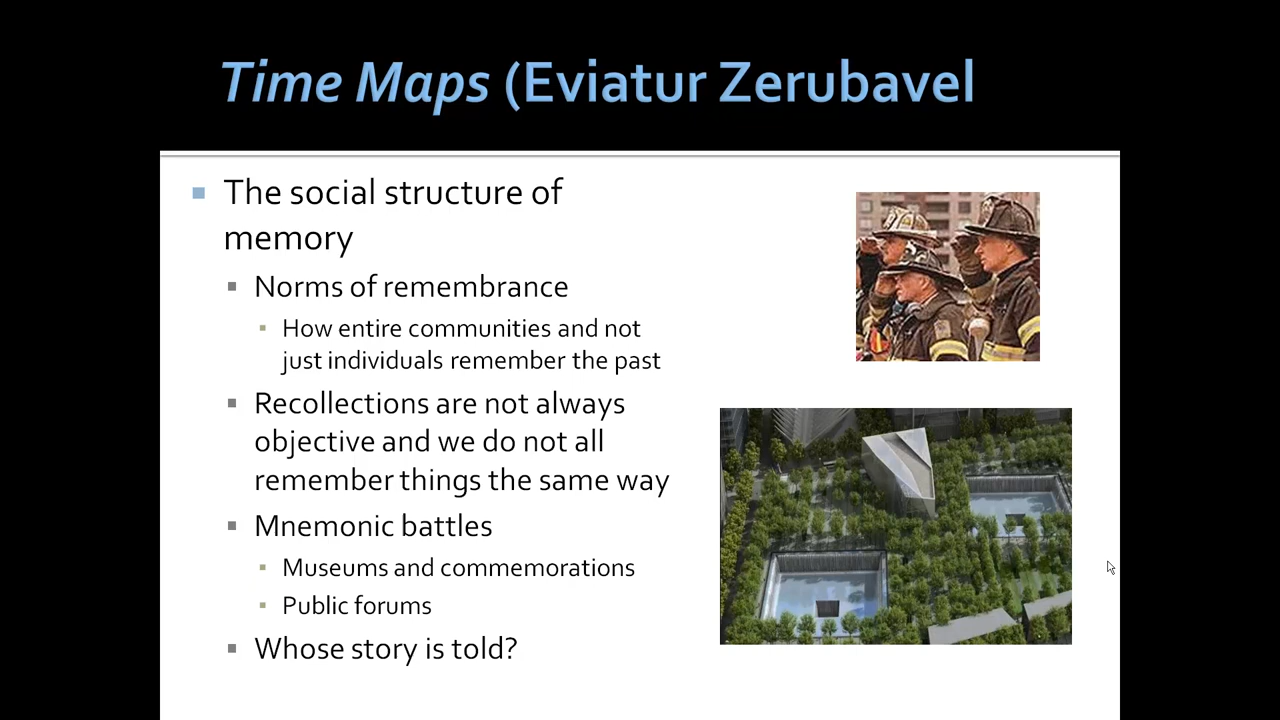 Time Maps (Eviatur Zerubavel
The social structure of
memory
Norms of remembrance
How entire communities and not
just individuals remember the past
Recollections are not always
objective and we do not all
remember things the same way
Mnemonic battles
Museums and commemorations
Public forums
Whose story is told?